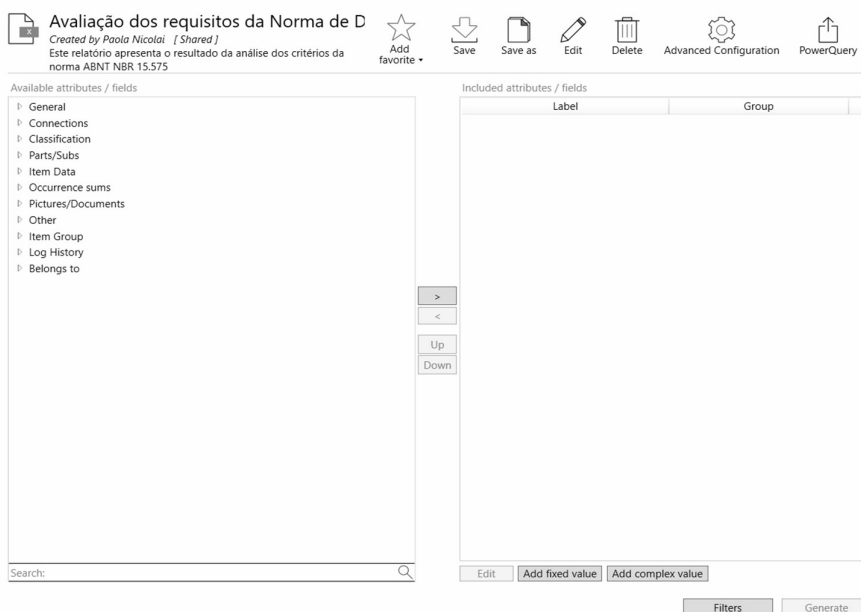 Avaliação dos requisitos da Norma de D
Created by Paola Nicolai [ Shared ]
Este relatório apresenta o resultado da análise dos critérios da
norma ABNT NBR 15.575
x
Add
favorite
Save
Save as
Edit
Delete
Advanced Configuration
PowerQuery
Available attributes / fields
General
Connections
Classification
Parts/Subs
Item Data
Occurrence sums
Pictures/Documents
Other
Item Group
Log History
Belongs to
Search:
>
<
Up
Down
Included attributes / fields
Label Group
Edit Add fixed value Add complex value
Filters Generate